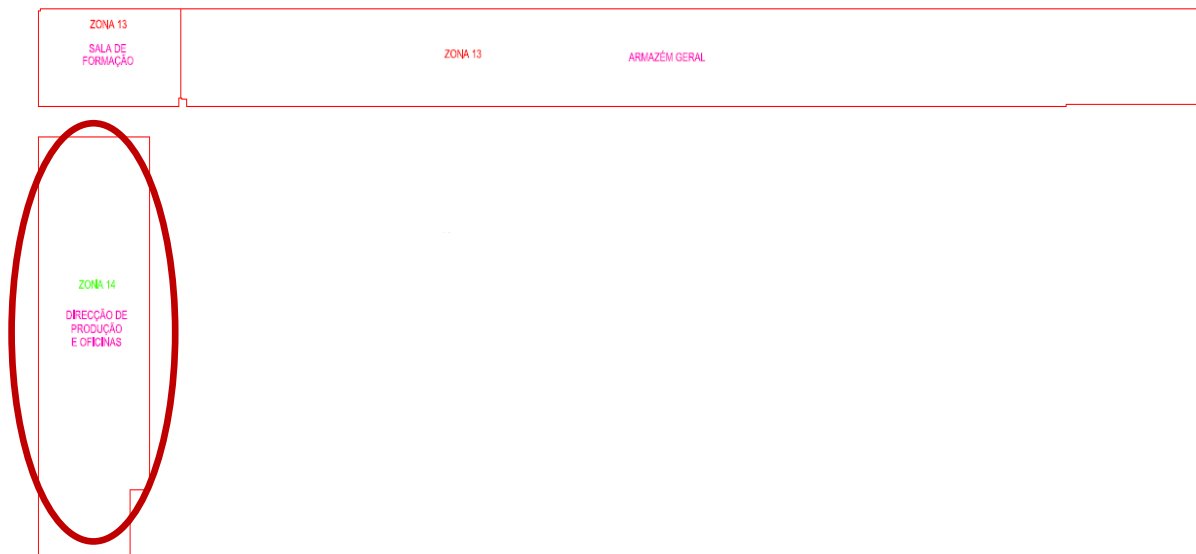 ZONA 13
SALA DE
FORMAÇÃO
ZONA 13
ARMAZÉM GERAL
ZONA 14
DIRECÇÃO DE
PRODUÇÃO
E OFICINAS